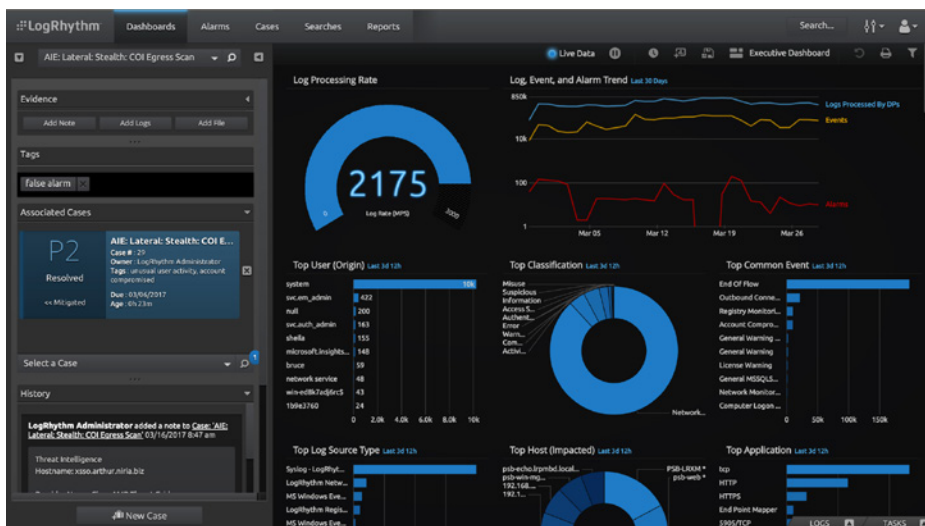 LogRhythm
Dashboards
Alarms
Cases
Searches
Reports
Search...
AIE: Lateral: Stealth: COI Egress Scan
Live Data
Executive Dashboard
Evidence
Add Note
Add Logs
Add File
Tags
false alarm
Associated Cases
P2
Resolved
<< Mitigated
AIE: Lateral: Stealth: COI E...
Case # : 29
Owner : LogRhythm Administrator
Tags : unusual user activity, account
compromised
Due : 03/06/2017
Age : 6h 23m
Select a Case
1
History
LogRhythm Administrator added a note to Case: 'AIE:
Lateral: Stealth: COI Egress Scan' 03/16/2017 8:47 am
Threat Intelligence
Hostname: xsso.arthur.niria.biz
New Case
Log Processing Rate
2175
Log Rate (MPS)
0
3000
Log, Event, and Alarm Trend Last 30 Days
850k
10k
100
1
Logs Processed By DPs
Events
Alarms
Mar 05
Mar 12
Mar 19
Mar 26
Top User (Origin) Last 3d 12h
system 10k
svc.em_admin 422
null 200
svc.auth_admin 163
shella 155
microsoft.insights... 148
bruce 59
network service 48
win-ed8k7adj6rc5 43
1b9e3760 24
0 2.0k 4.0k 6.0k 8.0k 10k
Top Classification Last 3d 12h
Misuse
Suspicious
Information
Access S...
Authent...
Error
Warn...
Com...
Activi...
Network...
Top Common Event Last 3d 12h
End Of Flow
Outbound Conne...
Registry Monitori...
Account Compro...
General Warning ...
General Warning
License Warning
General MSSQLS...
Network Monitor...
Computer Logon ...
0 50k 100k 150k
Top Log Source Type Last 3d 12h
Syslog - LogRhyt...
LogRhythm Netw...
MS Windows Eve...
LogRhythm Regis...
MS Windows Eve...
Top Host (Impacted) Last 3d 12h
psb-echo.lrpmbd.local...
psb-win-mg...
192.168....
192.1...
PSB-LRXM *
psb-web *
Top Application Last 3d 12h
tcp
HTTP
HTTPS
End Point Mapper
5985/TCP
LOGS
TASKS